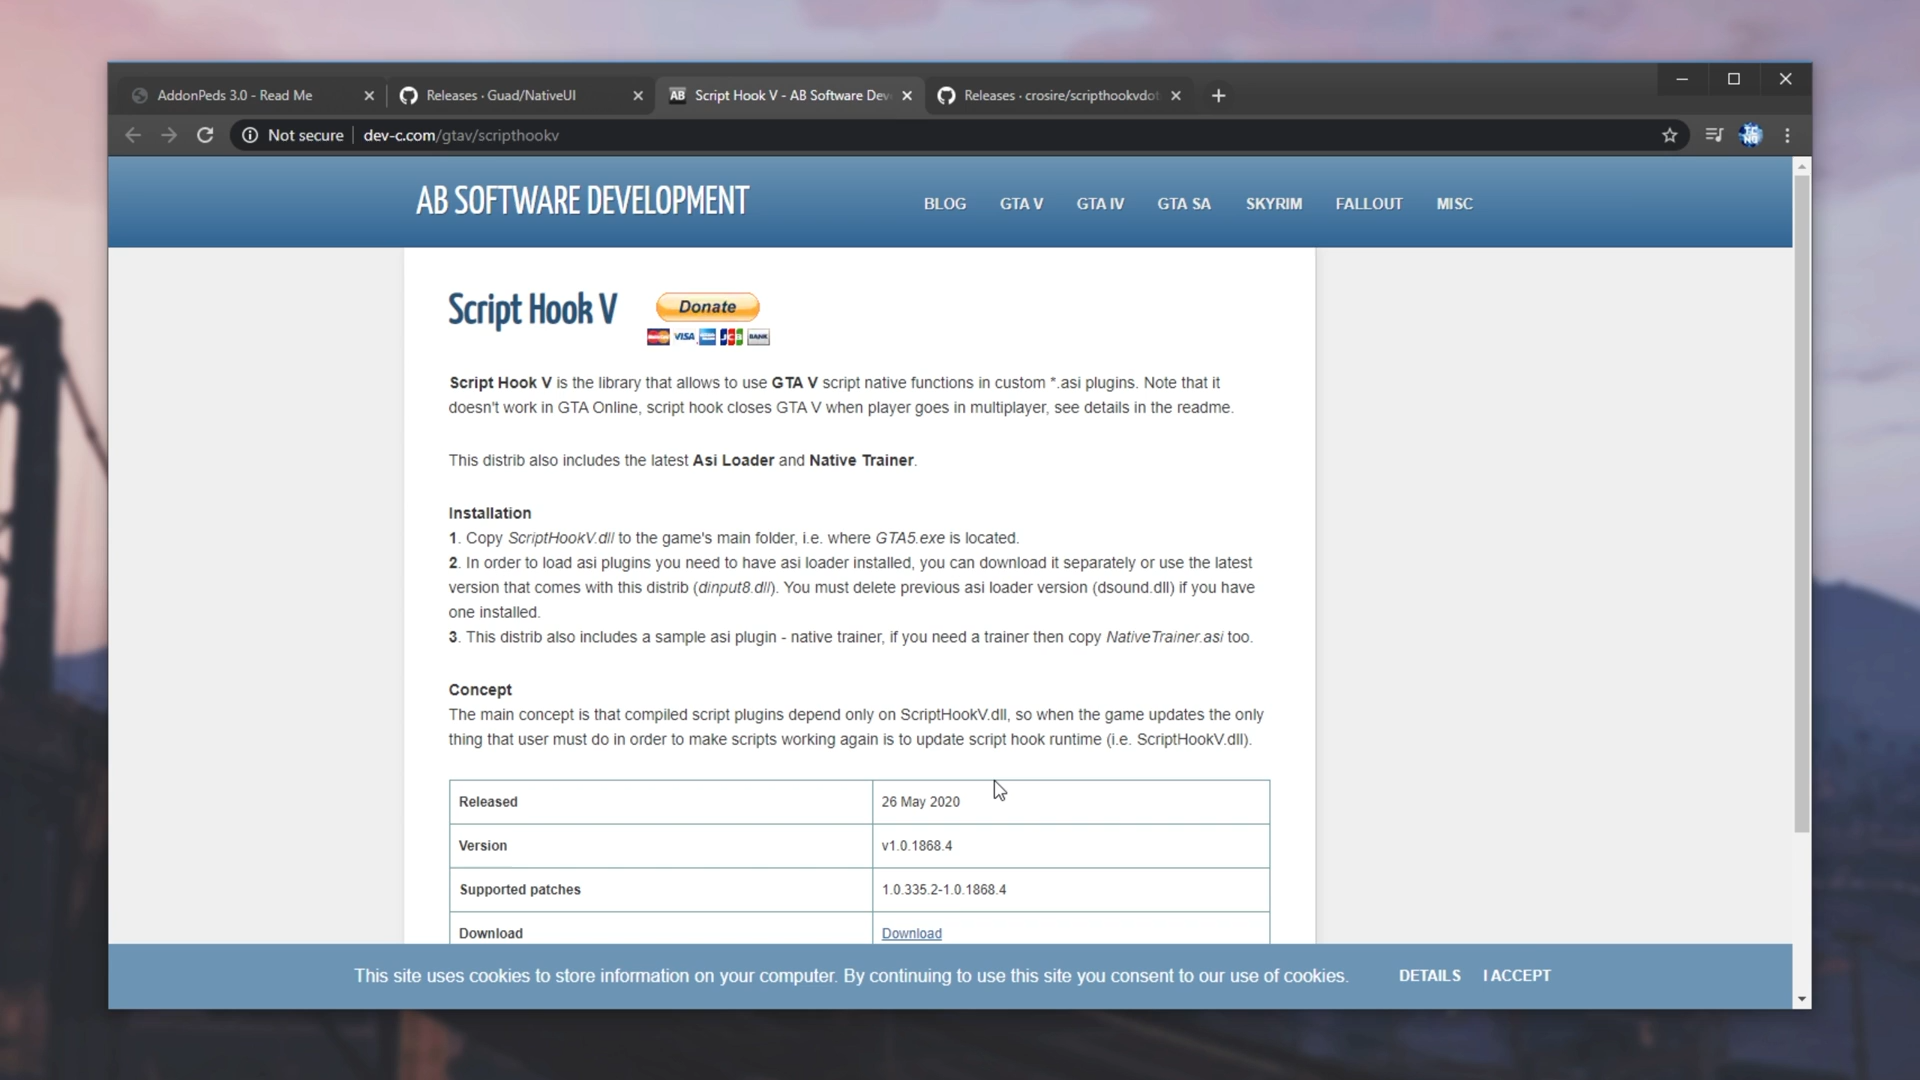 AddonPeds 3.0 - Read Me
Releases · Guad/NativeUI
AB Script Hook V - AB Software Dev
Releases · crosire/scripthookvdot
Not secure dev-c.com/gtav/scripthookv
AB SOFTWARE DEVELOPMENT
BLOG GTA V GTA IV GTA SA SKYRIM FALLOUT MISC
Script Hook V
Donate
VISA JCB BANK
Script Hook V is the library that allows to use GTA V script native functions in custom *.asi plugins. Note that it
doesn't work in GTA Online, script hook closes GTA V when player goes in multiplayer, see details in the readme.
This distrib also includes the latest Asi Loader and Native Trainer.
Installation
1. Copy ScriptHookV.dll to the game's main folder, i.e. where GTA5.exe is located.
2. In order to load asi plugins you need to have asi loader installed, you can download it separately or use the latest
version that comes with this distrib (dinput8.dll). You must delete previous asi loader version (dsound.dll) if you have
one installed.
3. This distrib also includes a sample asi plugin - native trainer, if you need a trainer then copy NativeTrainer.asi too.
Concept
The main concept is that compiled script plugins depend only on ScriptHookV.dll, so when the game updates the only
thing that user must do in order to make scripts working again is to update script hook runtime (i.e. ScriptHookV.dll).
Released 26 May 2020
Version v1.0.1868.4
Supported patches 1.0.335.2-1.0.1868.4
Download Download
This site uses cookies to store information on your computer. By continuing to use this site you consent to our use of cookies. DETAILS I ACCEPT